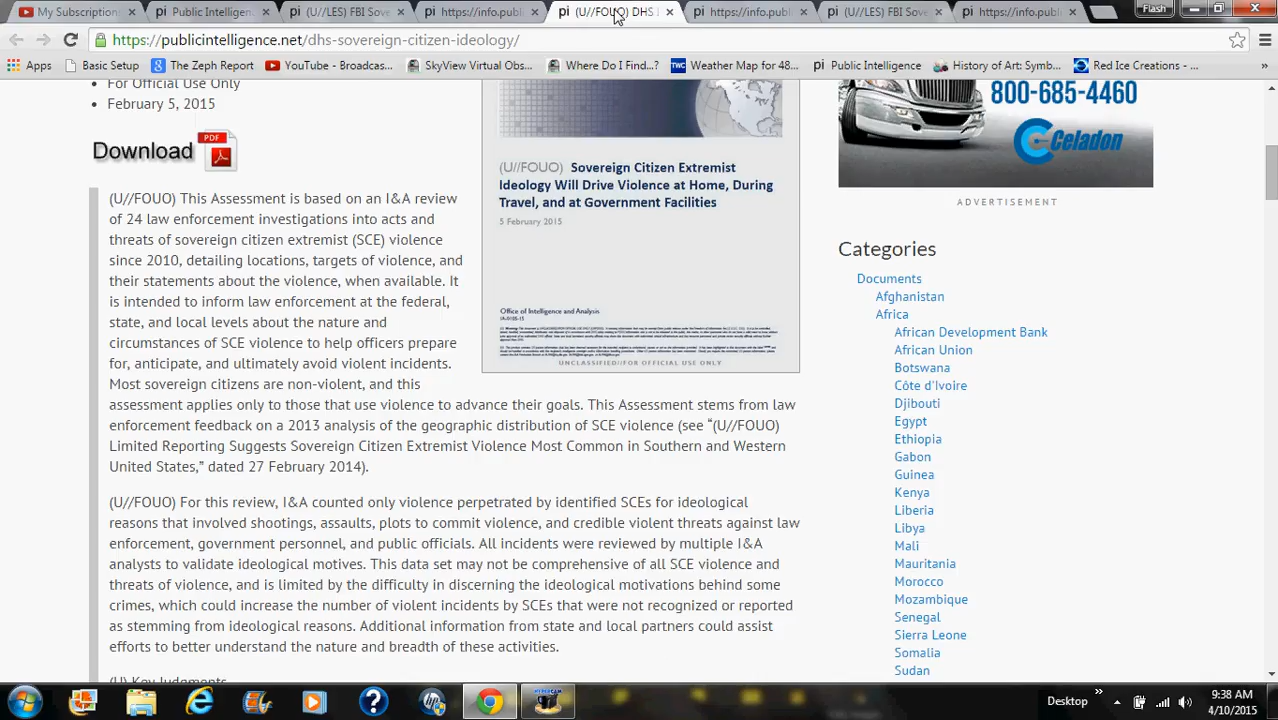 My Subscription
Public Intelligen
(U//LES) FBI Sove
https://info.publi
(U//FOUO) DHS I
https://info.publi
(U//LES) FBI Sove
https://info.publi
Flash
https://publicintelligence.net/dhs-sovereign-citizen-ideology/
Apps
Basic Setup
The Zeph Report
YouTube - Broadcas...
SkyView Virtual Obs...
Where Do I Find...?
Weather Map for 48...
Public Intelligence
History of Art: Symb...
Red Ice Creations - ...
For Official Use Only
February 5, 2015
Download
PDF
(U//FOUO) This Assessment is based on an I&A review
of 24 law enforcement investigations into acts and
threats of sovereign citizen extremist (SCE) violence
since 2010, detailing locations, targets of violence, and
their statements about the violence, when available. It
is intended to inform law enforcement at the federal,
state, and local levels about the nature and
circumstances of SCE violence to help officers prepare
for, anticipate, and ultimately avoid violent incidents.
Most sovereign citizens are non-violent, and this
assessment applies only to those that use violence to advance their goals. This Assessment stems from law
enforcement feedback on a 2013 analysis of the geographic distribution of SCE violence (see “(U//FOUO)
Limited Reporting Suggests Sovereign Citizen Extremist Violence Most Common in Southern and Western
United States,” dated 27 February 2014).
(U//FOUO) For this review, I&A counted only violence perpetrated by identified SCEs for ideological
reasons that involved shootings, assaults, plots to commit violence, and credible violent threats against law
enforcement, government personnel, and public officials. All incidents were reviewed by multiple I&A
analysts to validate ideological motives. This data set may not be comprehensive of all SCE violence and
threats of violence, and is limited by the difficulty in discerning the ideological motivations behind some
crimes, which could increase the number of violent incidents by SCEs that were not recognized or reported
as stemming from ideological reasons. Additional information from state and local partners could assist
efforts to better understand the nature and breadth of these activities.
(U) Key Judgments
(U//FOUO) Sovereign Citizen Extremist
Ideology Will Drive Violence at Home, During
Travel, and at Government Facilities
5 February 2015
Office of Intelligence and Analysis
UNCLASSIFIED//FOR OFFICIAL USE ONLY
800-685-4460
Celadon
ADVERTISEMENT
Categories
Documents
Afghanistan
Africa
African Development Bank
African Union
Botswana
Côte d'Ivoire
Djibouti
Egypt
Ethiopia
Gabon
Guinea
Kenya
Liberia
Libya
Mali
Mauritania
Morocco
Mozambique
Senegal
Sierra Leone
Somalia
Sudan
Desktop
9:38 AM
4/10/2015